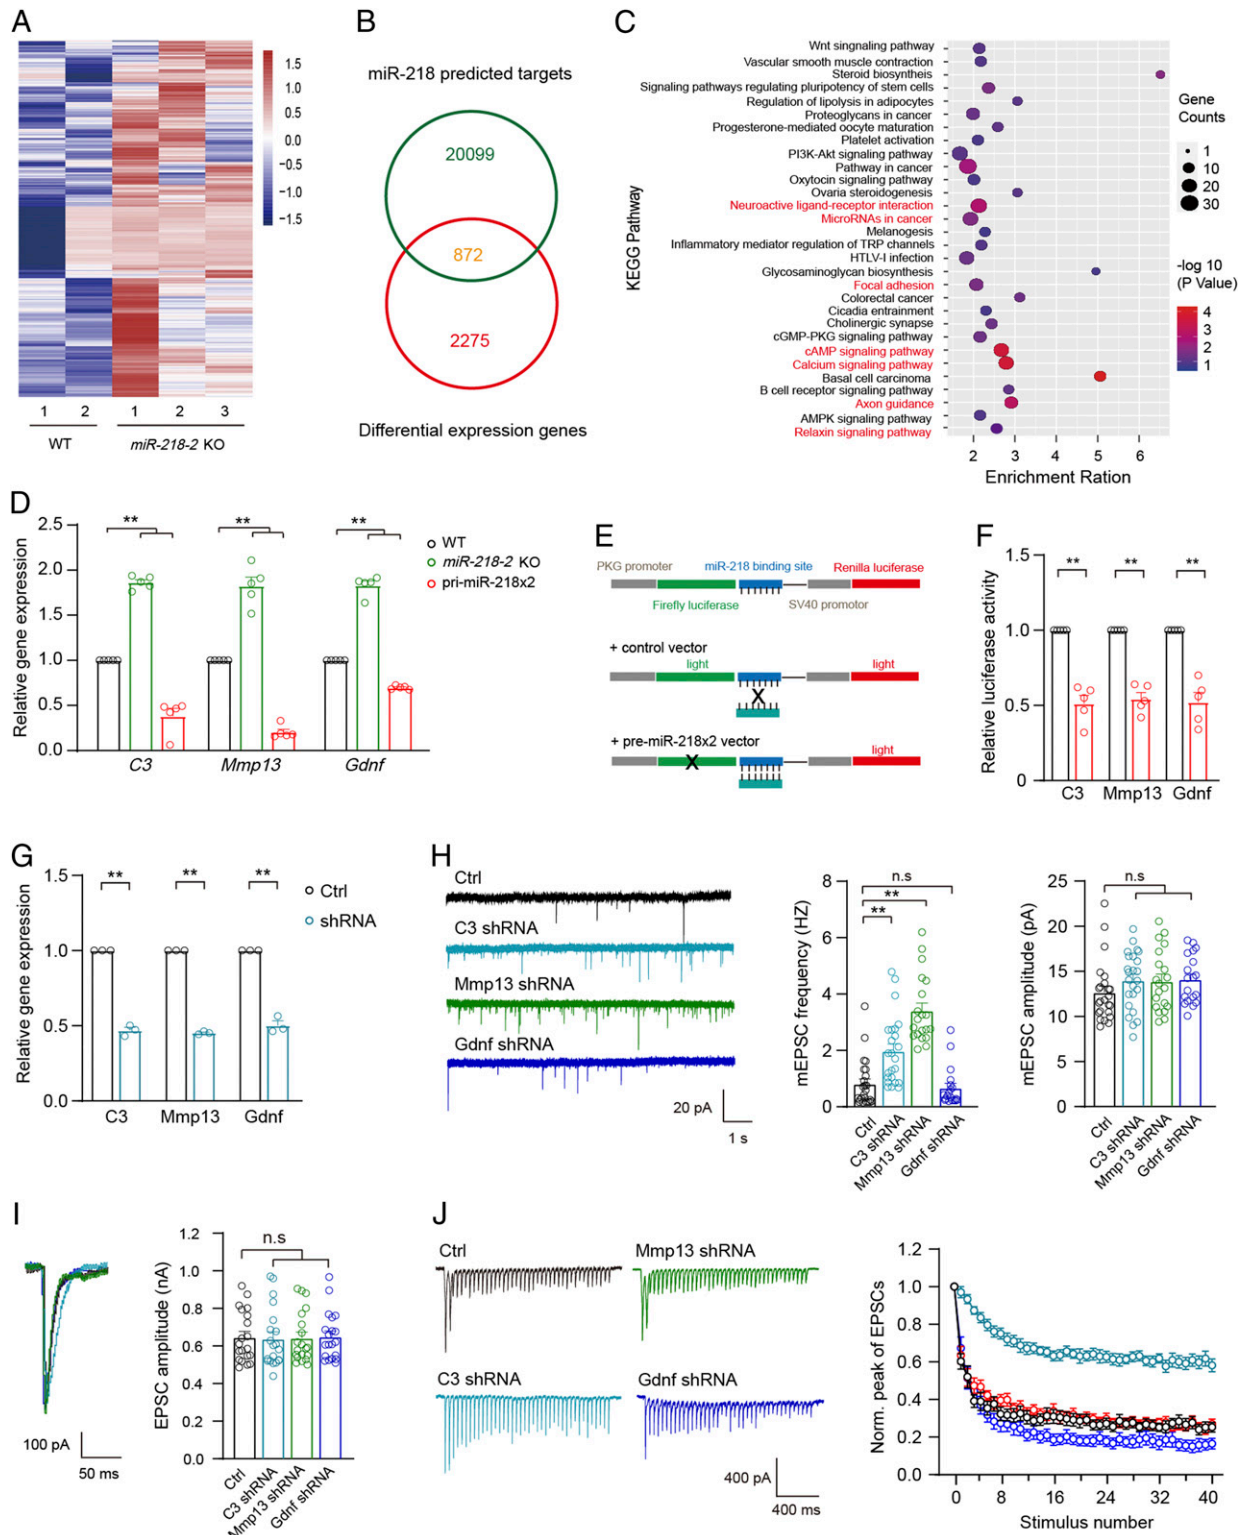 A
1.5
1.0
0.5
0.0
−0.5
−1.0
−1.5
1 2 1 2 3
WT miR-218-2 KO
B
miR-218 predicted targets
20099
872
2275
Differential expression genes
C
KEGG Pathway
Wnt singnaling pathway
Vascular smooth muscle contraction
Steroid biosyntheis
Signaling pathways regulating pluripotency of stem cells
Regulation of lipolysis in adipocytes
Proteoglycans in cancer
Progesterone-mediated oocyte maturation
Platelet activation
PI3K-Akt signaling pathway
Pathway in cancer
Oxytocin signaling pathway
Ovaria steroidogenesis
Neuroactive ligand-receptor interaction
MicroRNAs in cancer
Melanogesis
Inflammatory mediator regulation of TRP channels
HTLV-I infection
Glycosaminoglycan biosynthesis
Focal adhesion
Colorectal cancer
Cicadia entrainment
Cholinergic synapse
cGMP-PKG signaling pathway
cAMP signaling pathway
Calcium signaling pathway
Basal cell carcinoma
B cell receptor signaling pathway
Axon guidance
AMPK signaling pathway
Relaxin signaling pathway
2 3 5 6
Enrichment Ration
Gene
Counts
1
10
20
30
-log 10
(P Value)
4
3
2
1
D
Relative gene expression
2.5
2.0
1.5
1.0
0.5
0.0
** ** **
C3 Mmp13 Gdnf
WT
miR-218-2 KO
pri-miR-218x2
E
PKG promoter miR-218 binding site Renilla luciferase
Firefly luciferase SV40 promotor
+ control vector
light light
X
+ pre-miR-218x2 vector
light
X
F
Relative luciferase activity
1.5
1.0
0.5
0
** ** **
C3 Mmp13 Gdnf
G
Relative gene expression
1.5
1.0
0.5
0.0
** ** **
C3 Mmp13 Gdnf
Ctrl
shRNA
H
Ctrl
C3 shRNA
Mmp13 shRNA
Gdnf shRNA
20 pA
1 s
mEPSC frequency (HZ)
8
6
4
2
0
n.s
**
**
Ctrl
C3 shRNA
Mmp13 shRNA
Gdnf shRNA
mEPSC amplitude (pA)
25
20
15
10
5
0
n.s
Ctrl
C3 shRNA
Mmp13 shRNA
Gdnf shRNA
I
100 pA
50 ms
EPSC amplitude (nA)
1.2
1.0
0.8
0.6
0.4
0.2
0.0
n.s
Ctrl
C3 shRNA
Mmp13 shRNA
Gdnf shRNA
J
Ctrl Mmp13 shRNA
C3 shRNA Gdnf shRNA
400 pA
400 ms
Norm. peak of EPSCs
1.2
1.0
0.8
0.6
0.4
0.2
0.0
0 8 16 24 32 40
Stimulus number